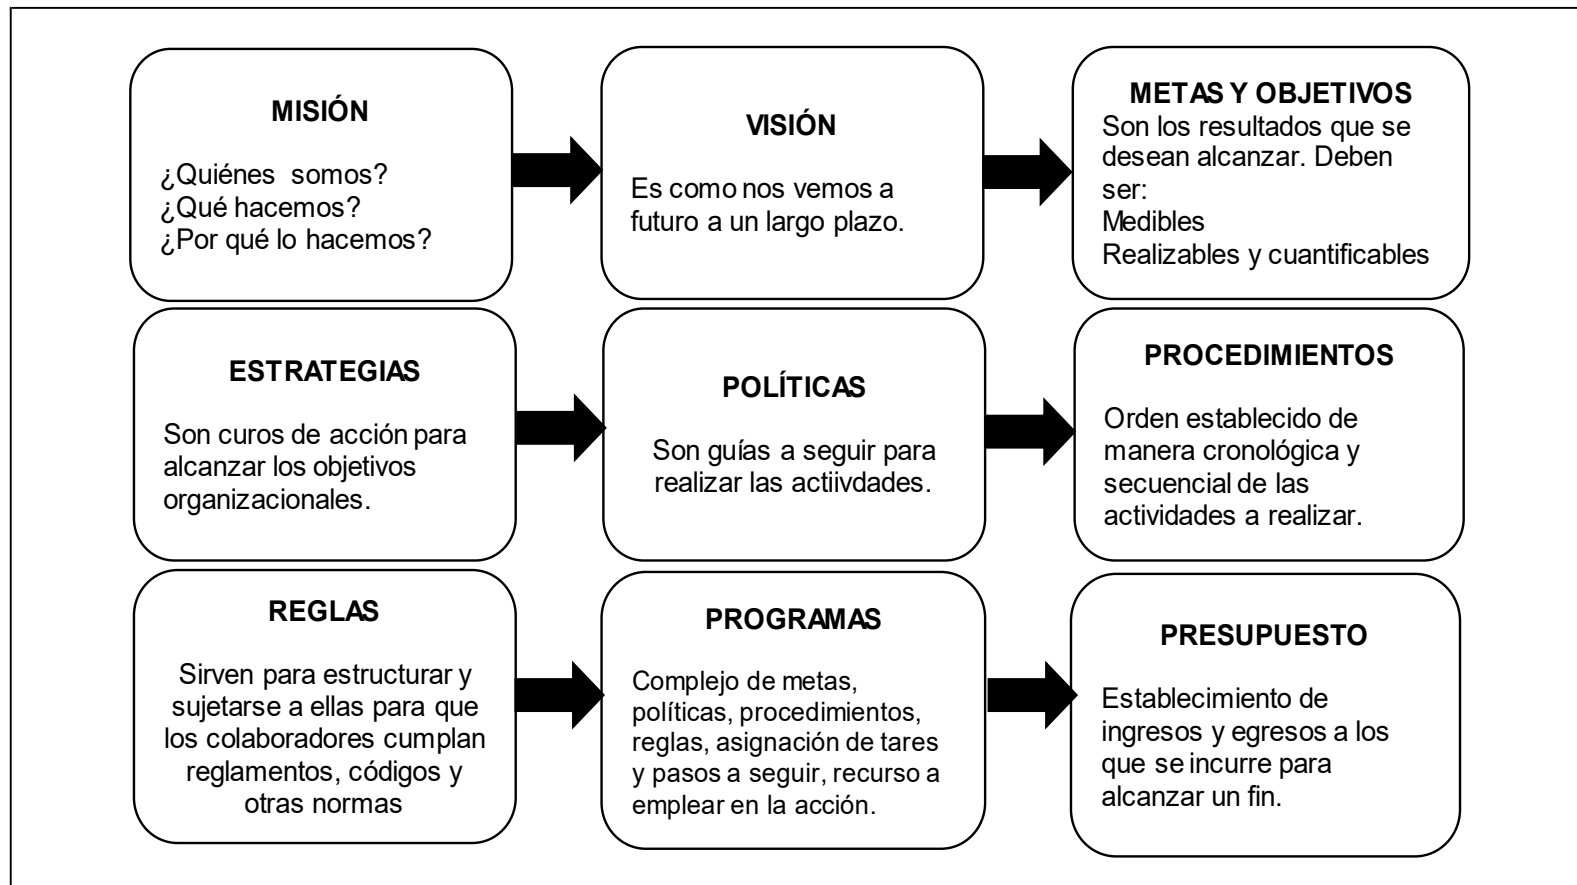 MISIÓN
¿Quiénes somos?
¿Qué hacemos?
¿Por qué lo hacemos?
VISIÓN
Es como nos vemos a
futuro a un largo plazo.
METAS Y OBJETIVOS
Son los resultados que se
desean alcanzar. Deben
ser:
Medibles
Realizables y cuantificables
ESTRATEGIAS
Son curos de acción para
alcanzar los objetivos
organizacionales.
POLÍTICAS
Son guías a seguir para
realizar las actiivdades.
PROCEDIMIENTOS
Orden establecido de
manera cronológica y
secuencial de las
actividades a realizar.
REGLAS
Sirven para estructurar y
sujetarse a ellas para que
los colaboradores cumplan
reglamentos, códigos y
otras normas
PROGRAMAS
Complejo de metas,
políticas, procedimientos,
reglas, asignación de tares
y pasos a seguir, recurso a
emplear en la acción.
PRESUPUESTO
Establecimiento de
ingresos y egresos a los
que se incurre para
alcanzar un fin.